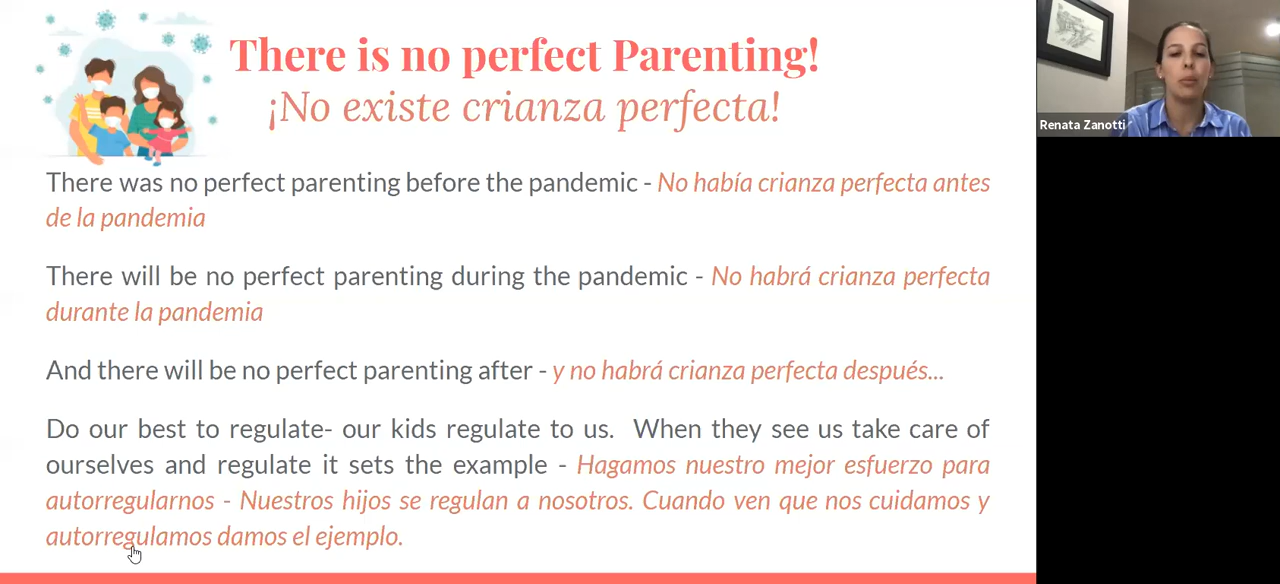 There is no perfect Parenting!
¡No existe crianza perfecta!
There was no perfect parenting before the pandemic - No había crianza perfecta antes
de la pandemia
There will be no perfect parenting during the pandemic - No habrá crianza perfecta
durante la pandemia
And there will be no perfect parenting after - y no habrá crianza perfecta después...
Do our best to regulate- our kids regulate to us. When they see us take care of
ourselves and regulate it sets the example - Hagamos nuestro mejor esfuerzo para
autorregularnos - Nuestros hijos se regulan a nosotros. Cuando ven que nos cuidamos y
autorregulamos damos el ejemplo.
Renata Zanotti